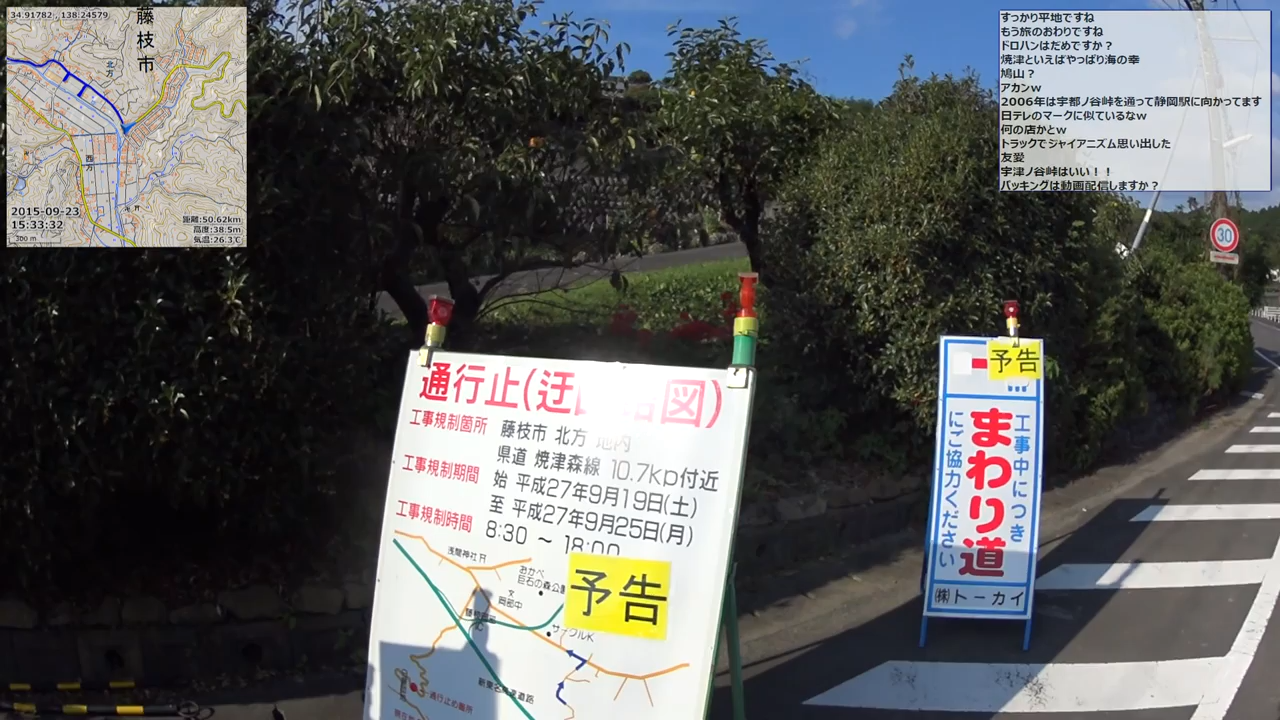 34.91782 , 138.24579
藤枝市
北方
西方
2015-09-23
15:33:32
300 m
距離:50.62km
高度:38.5m
気温:26.3℃
すっかり平地ですね
もう旅のおわりですね
ドロハンはだめですか？
焼津といえばやっぱり海の幸
鳩山？
アカンw
2006年は宇都ノ谷峠を通って静岡駅に向かってます
日テレのマークに似ているなw
何の店かとw
トラックでジャイアニズム思い出した
友愛
宇津ノ谷峠はいい！！
パッキングは動画配信しますか？
30
通行止(迂 図)
工事規制箇所 藤枝市 北方 地内
県道 焼津森線 10.7kp付近
工事規制期間 始 平成27年9月19日(土)
至 平成27年9月25日(月)
工事規制時間 8:30 ～ 18:00
予告
浅間神社
おかべ
巨石の森公園
文
岡部中
サークルK
新東名高速道路
通行止め箇所
予告
工事中につき
まわり道
にご協力ください
㈱トーカイ